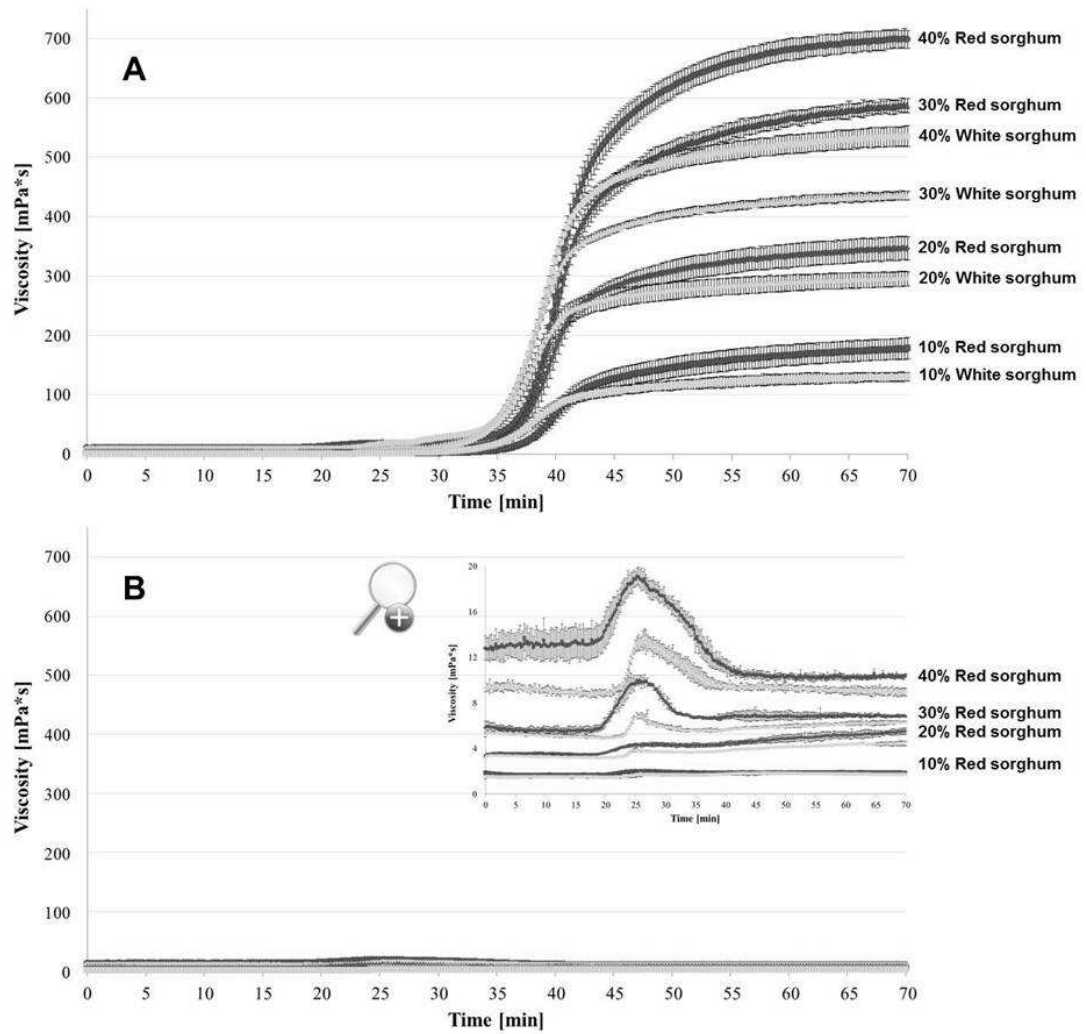 A
700
600
500
400
300
200
100
0
Viscosity [mPa*s]
0 5 10 15 20 25 30 35 40 45 50 55 60 65 70
Time [min]
40% Red sorghum
30% Red sorghum
40% White sorghum
30% White sorghum
20% Red sorghum
20% White sorghum
10% Red sorghum
10% White sorghum
B
700
600
500
400
300
200
100
0
Viscosity [mPa*s]
0 5 10 15 20 25 30 35 40 45 50 55 60 65 70
Time [min]
20
16
12
8
4
0
Viscosity [mPa*s]
0 5 10 15 20 25 30 35 40 45 50 55 60 65 70
Time [min]
40% Red sorghum
30% Red sorghum
20% Red sorghum
10% Red sorghum